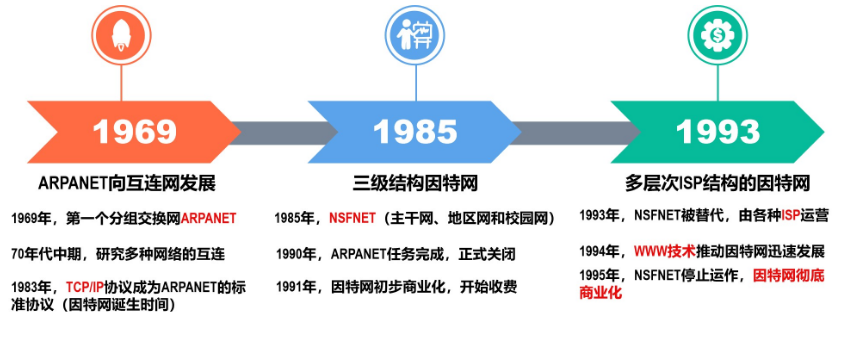 1969
1985
1993
ARPANET向互连网发展
1969年，第一个分组交换网ARPANET
70年代中期，研究多种网络的互连
1983年，TCP/IP协议成为ARPANET的标
准协议（因特网诞生时间）
三级结构因特网
1985年，NSFNET（主干网、地区网和校园网）
1990年，ARPANET任务完成，正式关闭
1991年，因特网初步商业化，开始收费
多层次ISP结构的因特网
1993年，NSFNET被替代，由各种ISP运营
1994年，WWW技术推动因特网迅速发展
1995年，NSFNET停止运作，因特网彻底
商业化